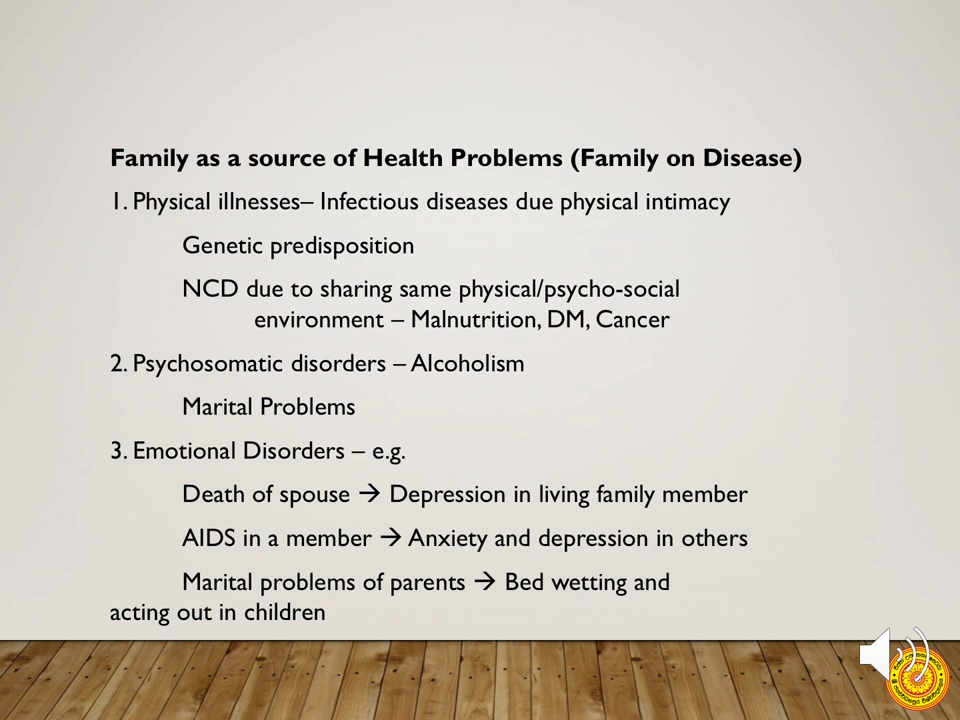 Family as a source of Health Problems (Family on Disease)
1. Physical illnesses– Infectious diseases due physical intimacy
Genetic predisposition
NCD due to sharing same physical/psycho-social
environment – Malnutrition, DM, Cancer
2. Psychosomatic disorders – Alcoholism
Marital Problems
3. Emotional Disorders – e.g.
Death of spouse → Depression in living family member
AIDS in a member → Anxiety and depression in others
Marital problems of parents → Bed wetting and
acting out in children